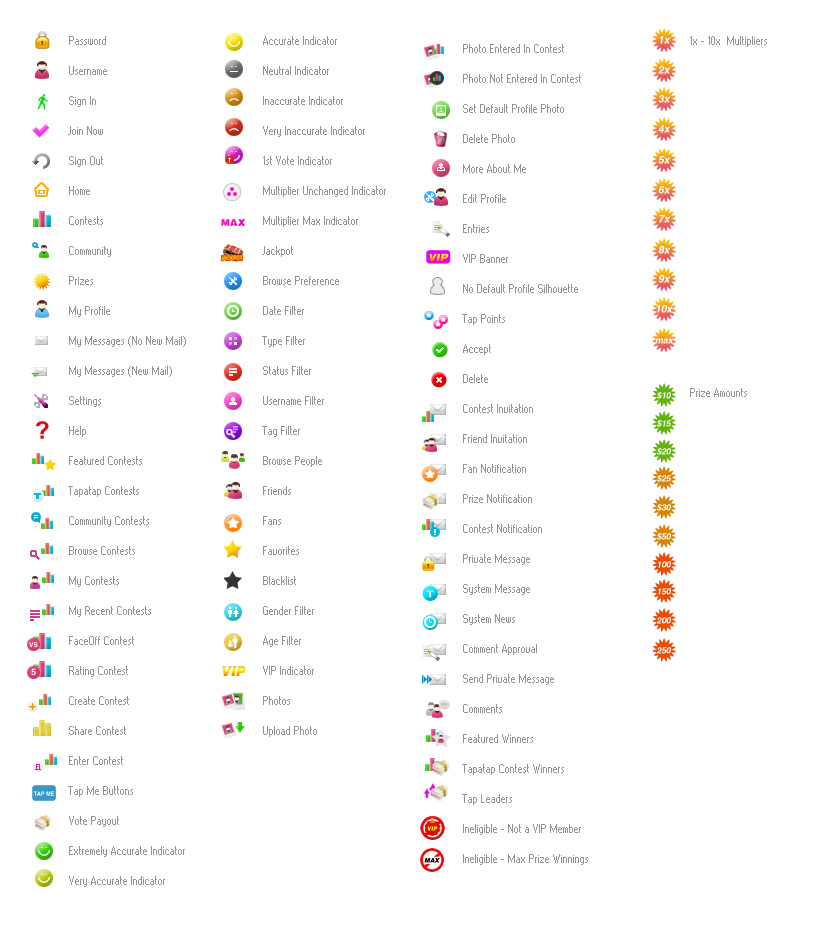 Password
Username
Sign In
Join Now
Sign Out
Home
Contests
Community
Prizes
My Profile
My Messages (No New Mail)
My Messages (New Mail)
Settings
? Help
Featured Contests
T Tapatap Contests
Community Contests
Browse Contests
My Contests
My Recent Contests
VS FaceOff Contest
5 Rating Contest
Create Contest
Share Contest
Enter Contest
TAP ME Tap Me Buttons
Vote Payout
Extremely Accurate Indicator
Very Accurate Indicator
Accurate Indicator
Neutral Indicator
Inaccurate Indicator
Very Inaccurate Indicator
1 1st Vote Indicator
Multiplier Unchanged Indicator
MAX Multiplier Max Indicator
Jackpot
Browse Preference
Date Filter
Type Filter
Status Filter
Username Filter
Tag Filter
Browse People
Friends
Fans
Favorites
Blacklist
Gender Filter
Age Filter
VIP VIP Indicator
Photos
Upload Photo
Photo Entered In Contest
Photo Not Entered In Contest
Set Default Profile Photo
Delete Photo
More About Me
Edit Profile
Entries
VIP VIP Banner
No Default Profile Silhouette
Tap Points
Accept
Delete
Contest Invitation
Friend Invitation
Fan Notification
Prize Notification
! Contest Notification
Private Message
T System Message
System News
Comment Approval
Send Private Message
Comments
Featured Winners
Tapatap Contest Winners
Tap Leaders
VIP Ineligible - Not a VIP Member
MAX Ineligible - Max Prize Winnings
1x 1x - 10x Multipliers
2x
3x
4x
5x
6x
7x
8x
9x
10x
max
$10 Prize Amounts
$15
$20
$25
$30
$50
100
150
200
250